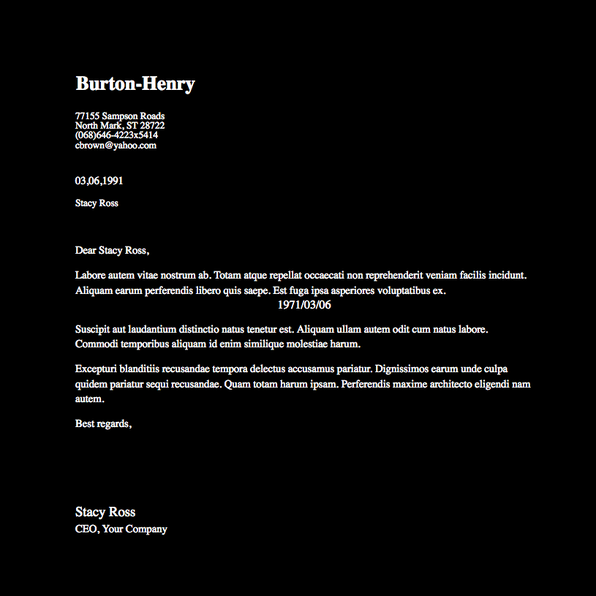 Burton-Henry
77155 Sampson Roads
North Mark, ST 28722
(068)646-4223x5414
cbrown@yahoo.com
03,06,1991
Stacy Ross
Dear Stacy Ross,
Labore autem vitae nostrum ab. Totam atque repellat occaecati non reprehenderit veniam facilis incidunt.
Aliquam earum perferendis libero quis saepe. Est fuga ipsa asperiores voluptatibus ex.
1971/03/06
Suscipit aut laudantium distinctio natus tenetur est. Aliquam ullam autem odit cum natus labore.
Commodi temporibus aliquam id enim similique molestiae harum.
Excepturi blanditiis recusandae tempora delectus accusamus pariatur. Dignissimos earum unde culpa
quidem pariatur sequi recusandae. Quam totam harum ipsam. Perferendis maxime architecto eligendi nam
autem.
Best regards,
Stacy Ross
CEO, Your Company